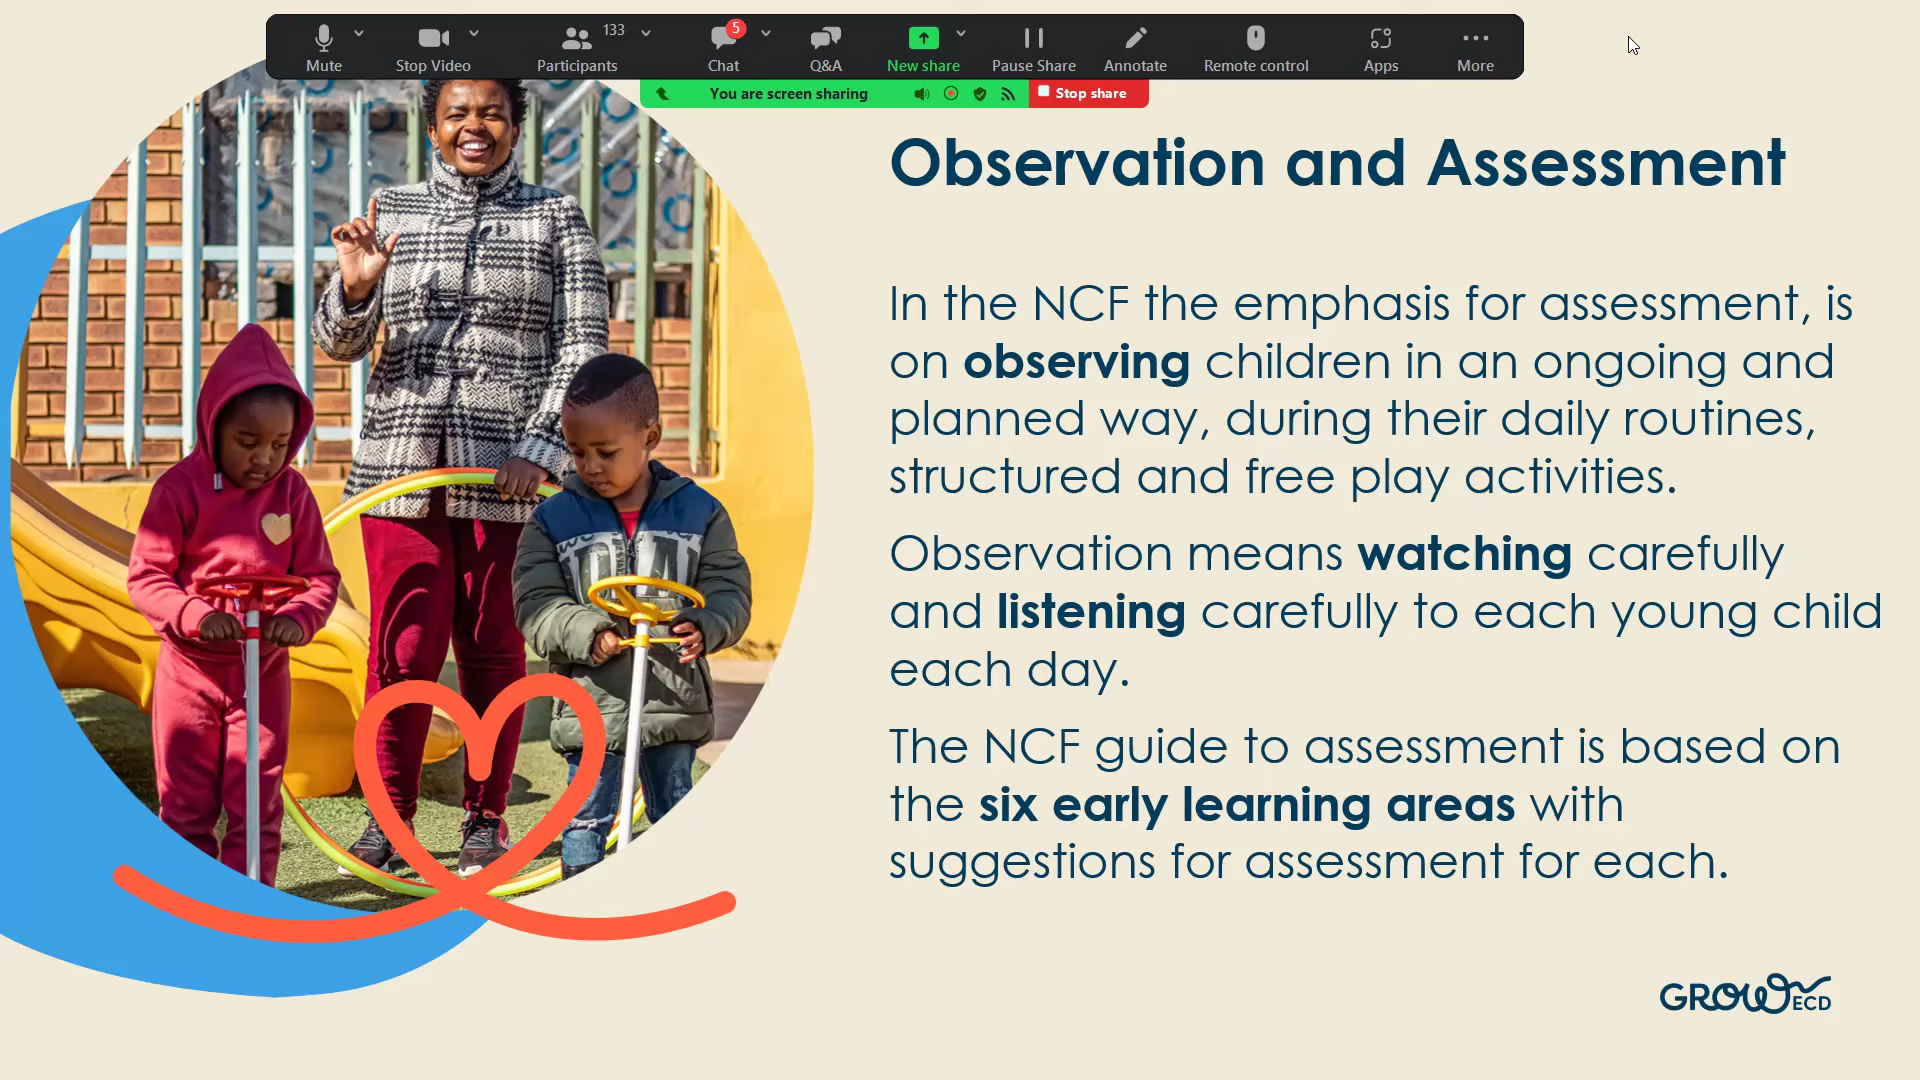 133
5
Mute
Stop Video
Participants
Chat
Q&A
New share
Pause Share
Annotate
Remote control
Apps
More
You are screen sharing
Stop share
Observation and Assessment
In the NCF the emphasis for assessment, is
on observing children in an ongoing and
planned way, during their daily routines,
structured and free play activities.
Observation means watching carefully
and listening carefully to each young child
each day.
The NCF guide to assessment is based on
the six early learning areas with
suggestions for assessment for each.
GROW ECD